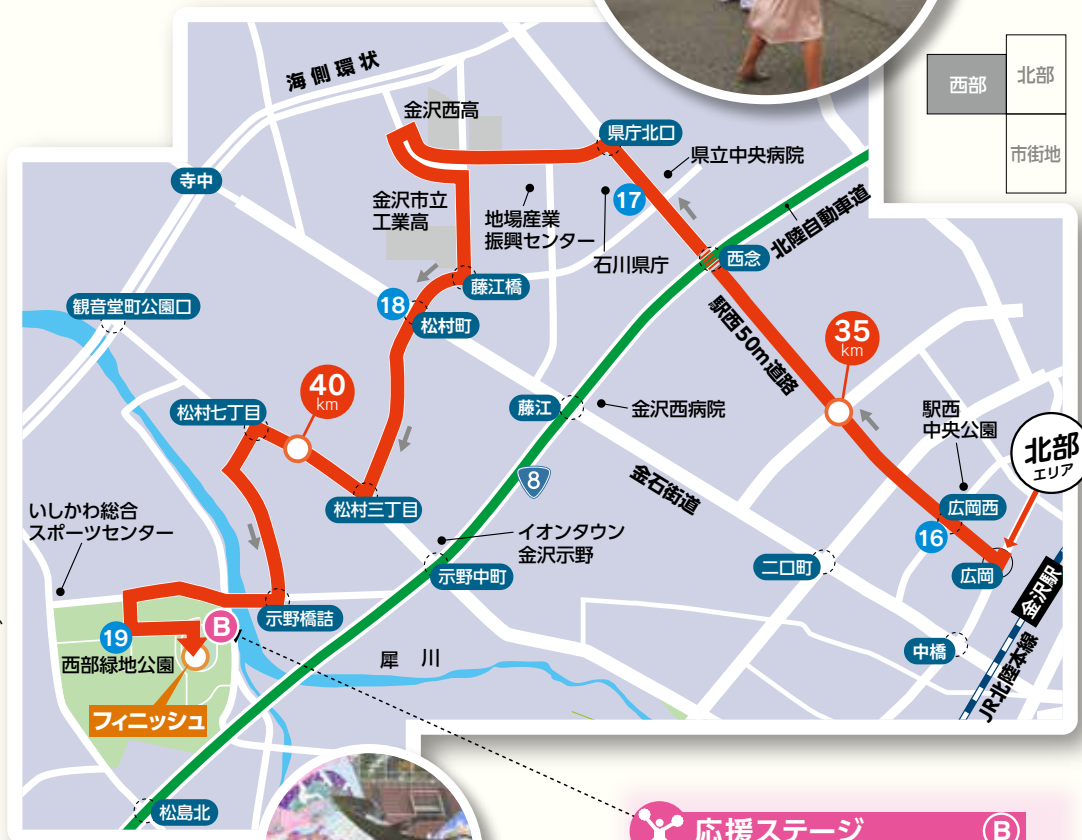 海側環状
西部
北部
市街地
金沢西高
県庁北口
県立中央病院
寺中
17
金沢市立
工業高
地場産業
振興センター
石川県庁
北陸自動車道
西念
藤江橋
観音堂町公園口
18
松村町
駅西50m道路
35
km
40
km
松村七丁目
藤江
金沢西病院
駅西
中央公園
北部
エリア
8
金石街道
いしかわ総合
スポーツセンター
松村三丁目
広岡西
16
イオンタウン
金沢示野
示野中町
二口町
広岡
金沢駅
示野橋詰
B
19
西部緑地公園
犀川
中橋
JR北陸本線
フィニッシュ
松島北
応援ステージ
B